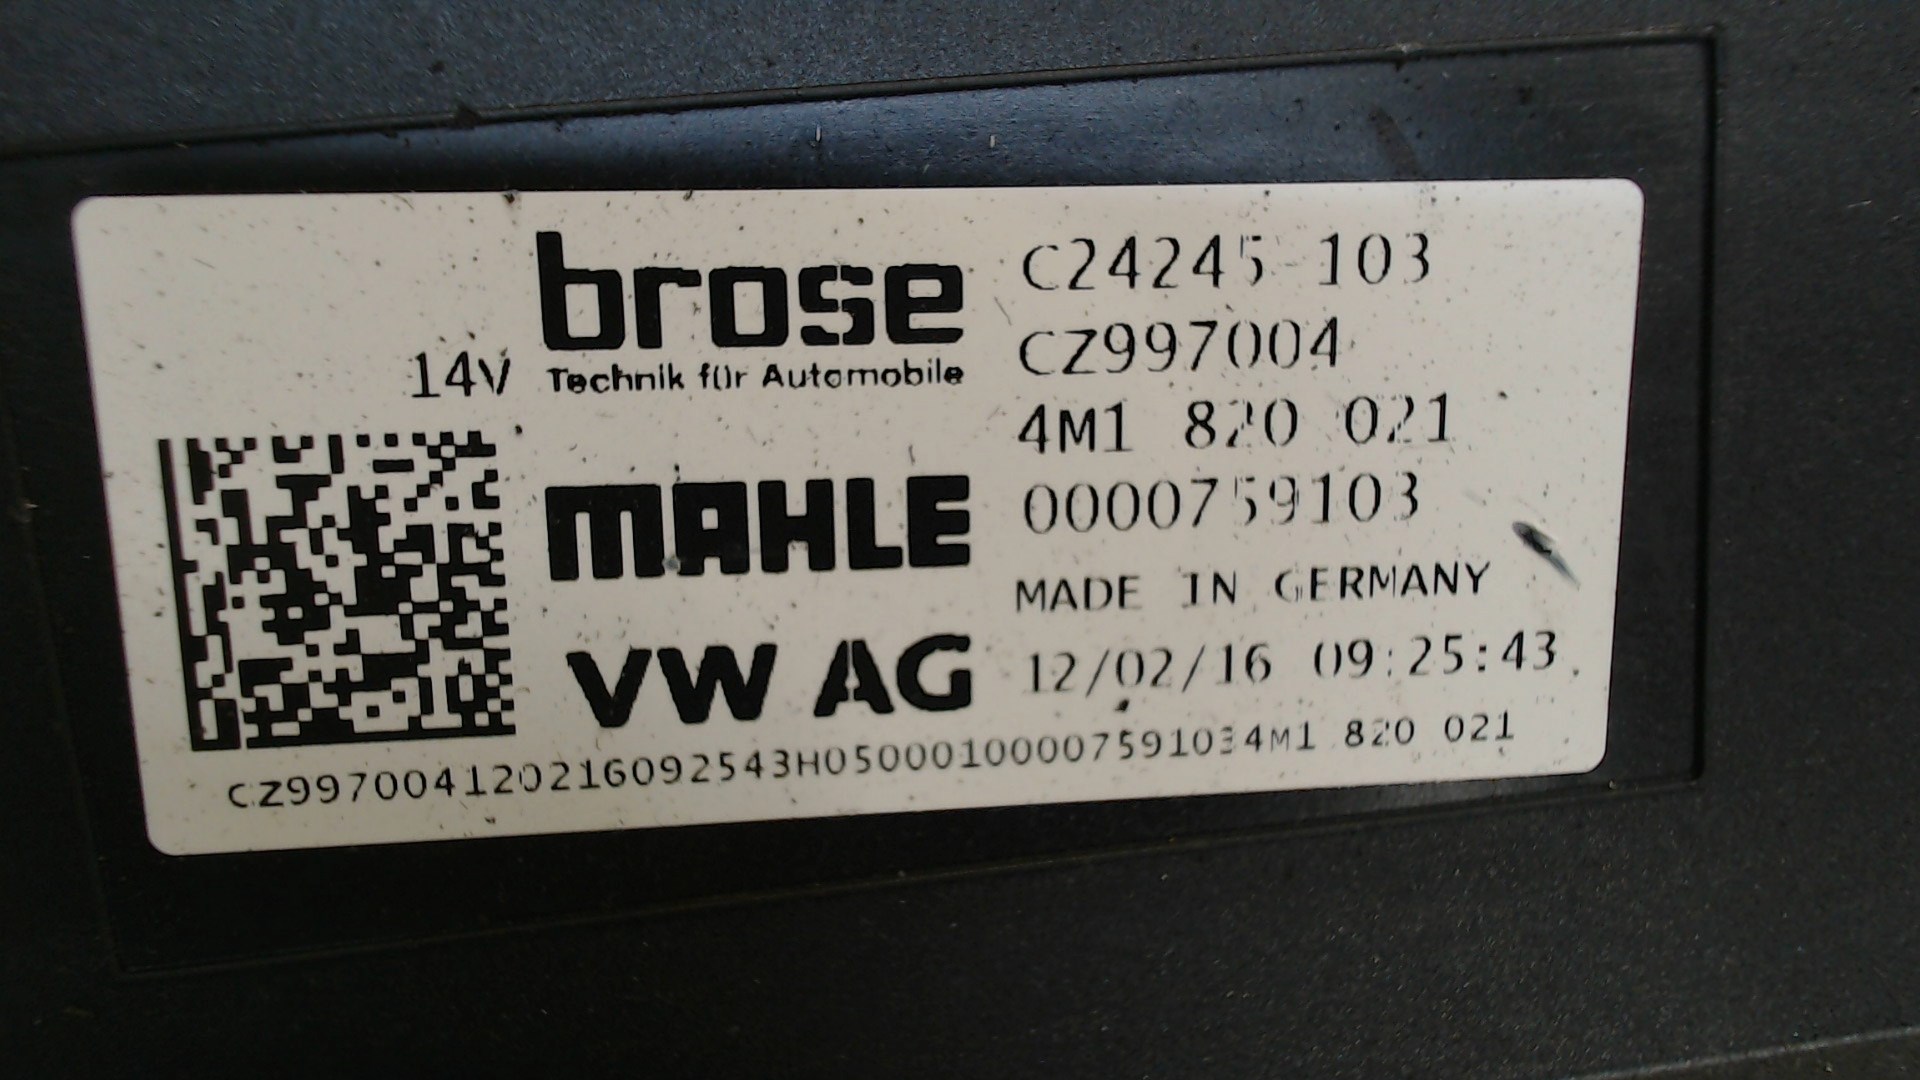 brose
Technik für Automobile
14V
MAHLE
VW AG
C24245-103
CZ997004
4M1 820 021
0000759103
MADE IN GERMANY
12/02/16 09:25:43
CZ997004120216092543H05000100007591034M1 820 021